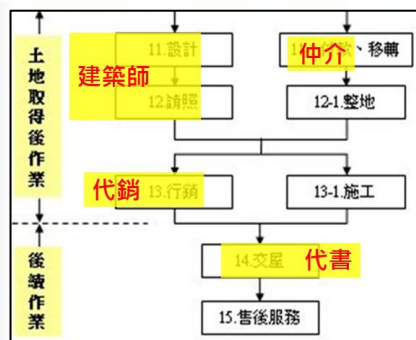 土地取得後作業
11.設計
建築師
12.請照
仲介
、移轉
12-1.整地
代銷
13.行銷
13-1.施工
後續作業
14.交屋
代書
15.售後服務